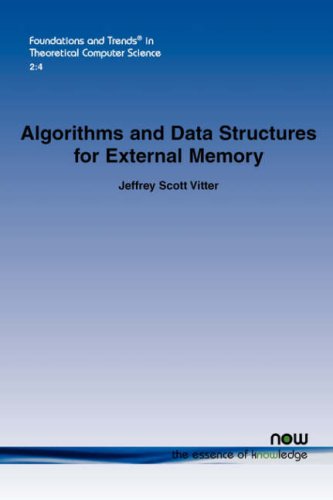 Foundations and Trends® in
Theoretical Computer Science
2:4
Algorithms and Data Structures
for External Memory
Jeffrey Scott Vitter
now
the essence of knowledge